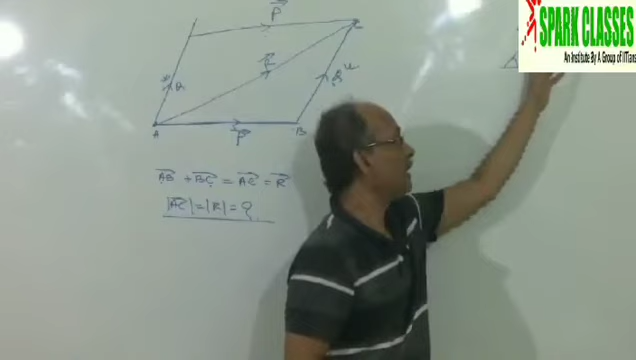 SPARK CLASSES
An Institute By A Group of IITians
P
R
Q
A
P
B
AB + BC = AC = R
|AC| = |R| = ?